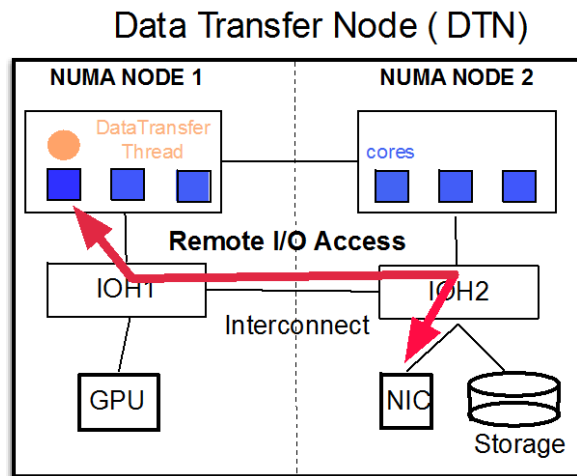 Data Transfer Node ( DTN)
NUMA NODE 1
NUMA NODE 2
DataTransfer
Thread
cores
Remote I/O Access
IOH1
IOH2
Interconnect
GPU
NIC
Storage